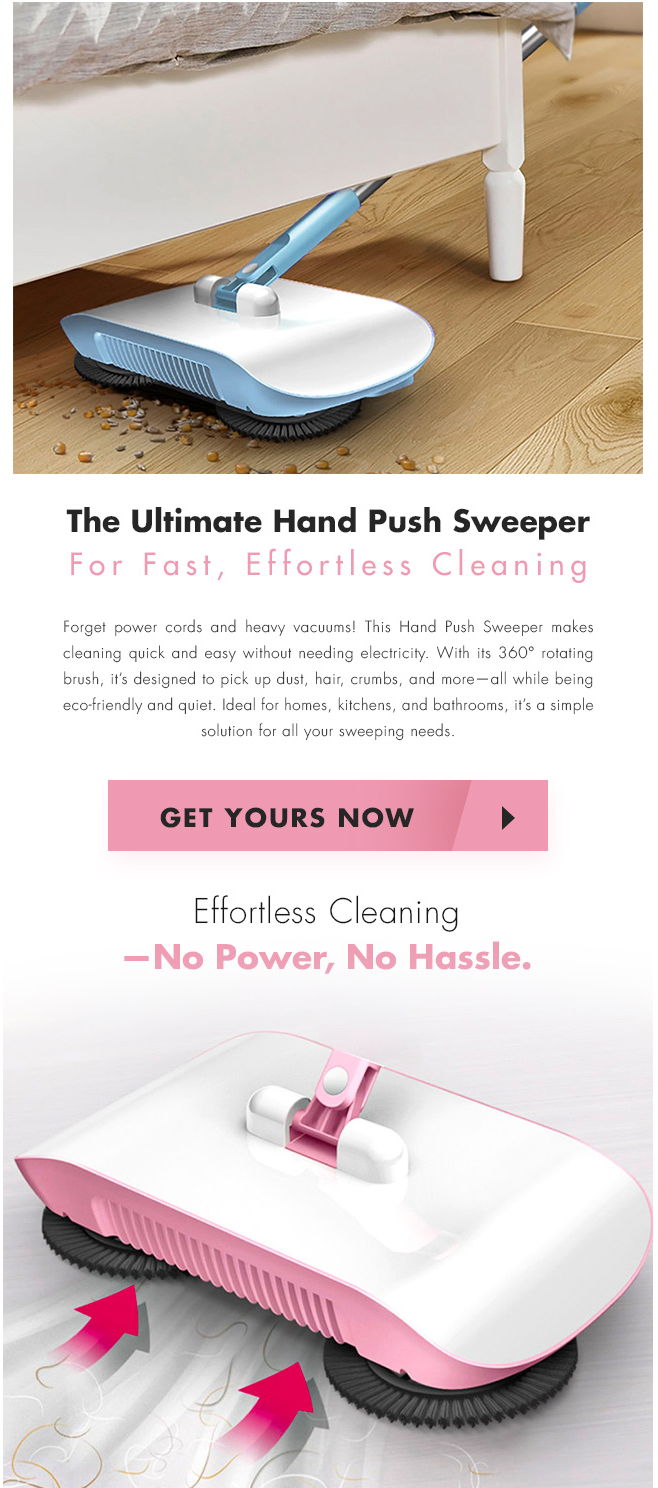 The Ultimate Hand Push Sweeper
For Fast, Effortless Cleaning
Forget power cords and heavy vacuums! This Hand Push Sweeper makes
cleaning quick and easy without needing electricity. With its 360° rotating
brush, it's designed to pick up dust, hair, crumbs, and more—all while being
eco-friendly and quiet. Ideal for homes, kitchens, and bathrooms, it's a simple
solution for all your sweeping needs.
GET YOURS NOW
Effortless Cleaning
—No Power, No Hassle.